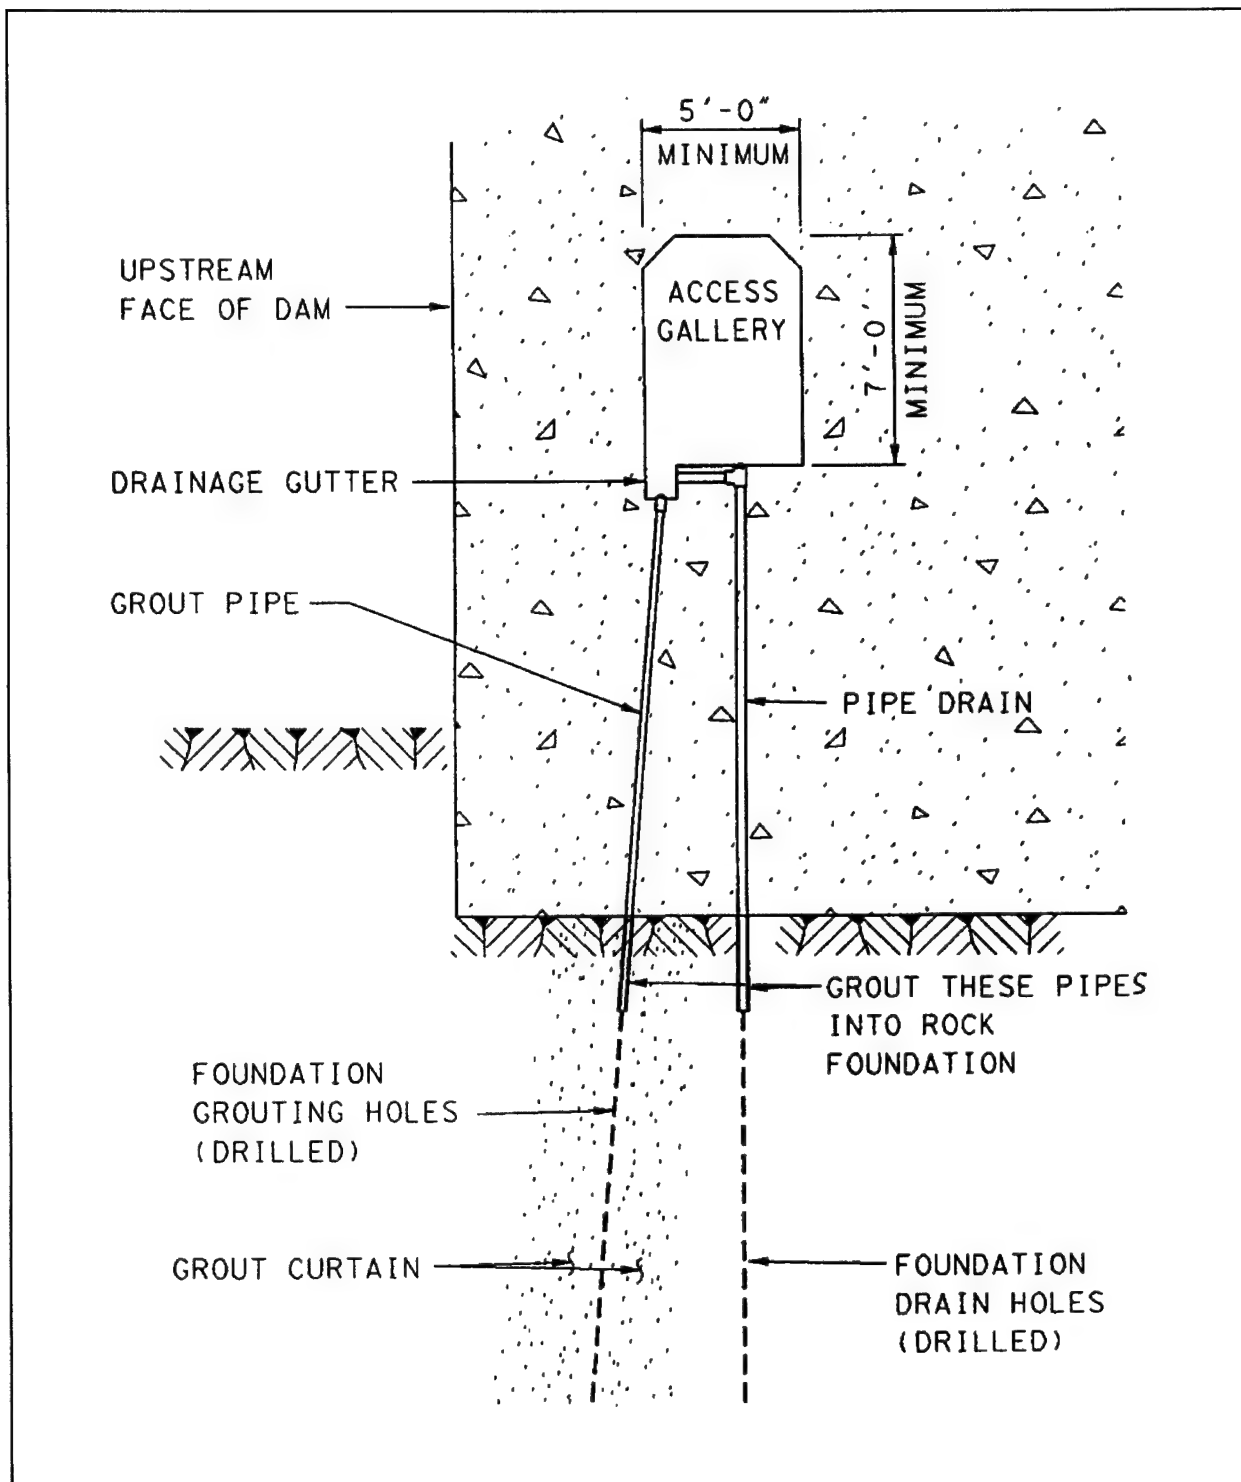 5'-0"
MINIMUM
UPSTREAM
FACE OF DAM
ACCESS
GALLERY
7'-0'
MINIMUM
DRAINAGE GUTTER
GROUT PIPE
PIPE DRAIN
GROUT THESE PIPES
INTO ROCK
FOUNDATION
FOUNDATION
GROUTING HOLES
(DRILLED)
GROUT CURTAIN
FOUNDATION
DRAIN HOLES
(DRILLED)